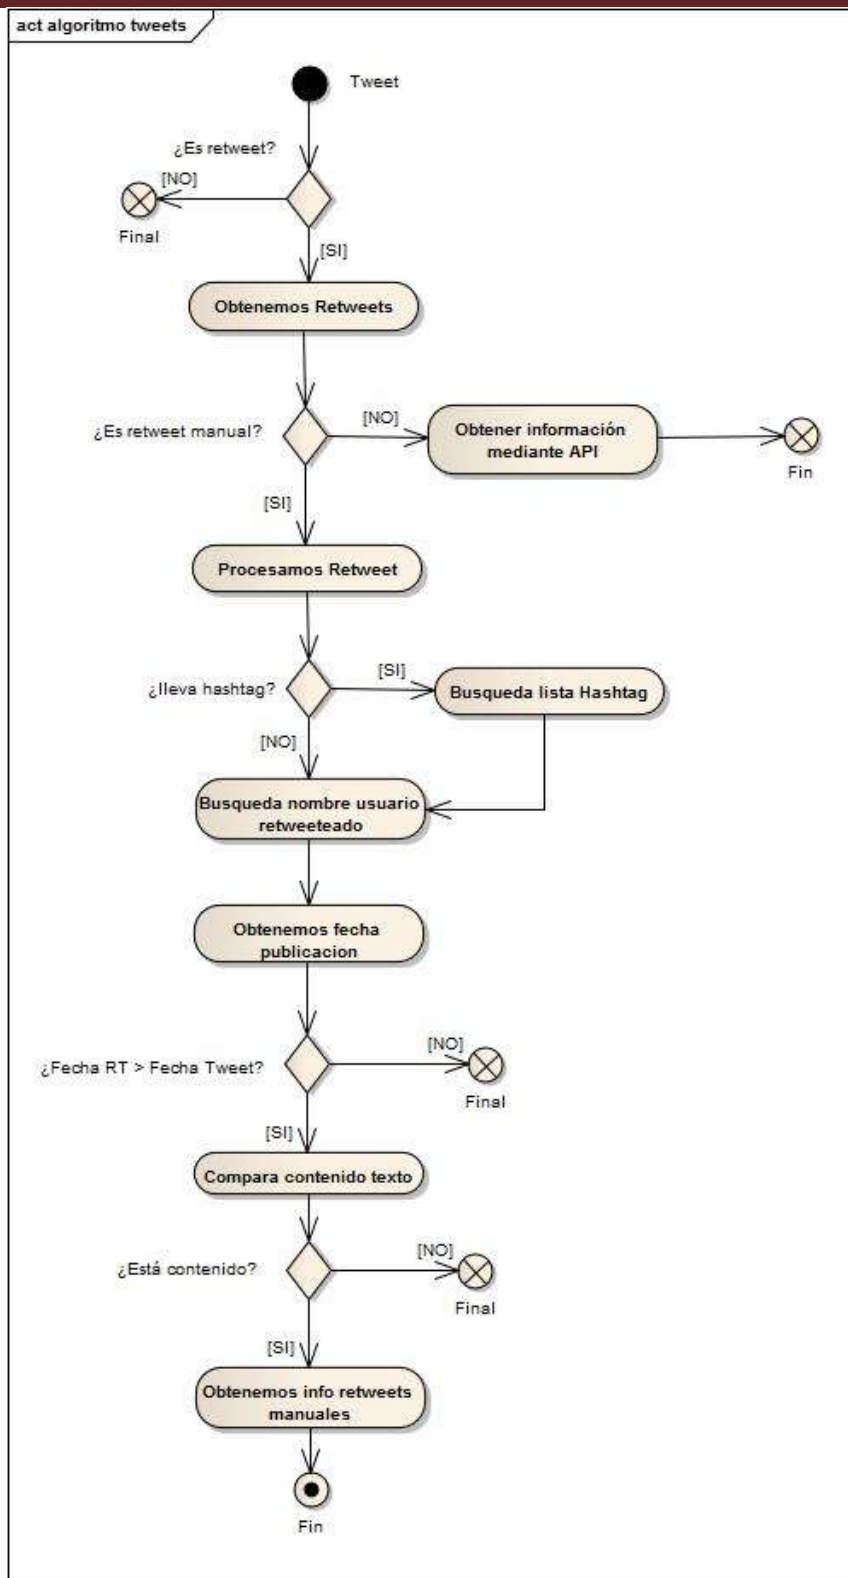 act algoritmo tweets
Tweet
¿Es retweet?
[NO]
Final
[SI]
Obtenemos Retweets
¿Es retweet manual?
[NO]
Obtener información
mediante API
Fin
[SI]
Procesamos Retweet
¿lleva hashtag?
[SI]
Busqueda lista Hashtag
[NO]
Busqueda nombre usuario
retweeteado
Obtenemos fecha
publicacion
¿Fecha RT > Fecha Tweet?
[NO]
Final
[SI]
Compara contenido texto
¿Está contenido?
[NO]
Final
[SI]
Obtenemos info retweets
manuales
Fin